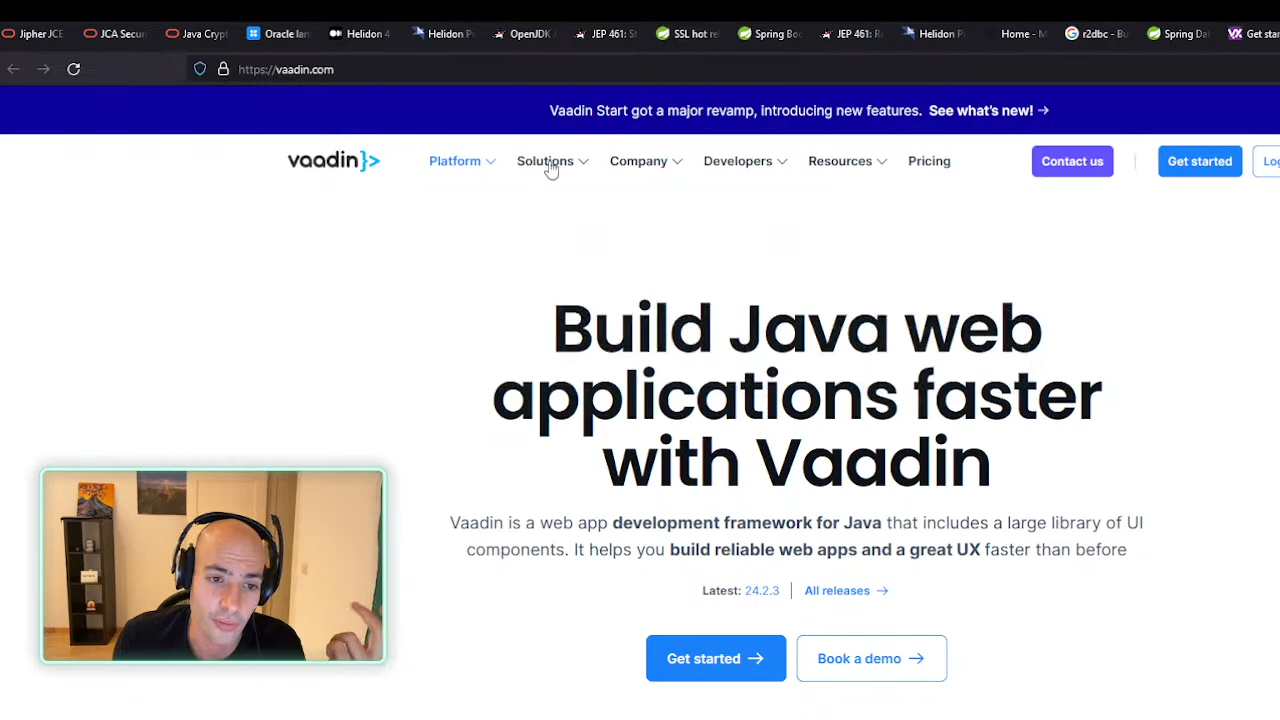 Jipher JCE
JCA Secur
Java Crypt
Oracle lan
Helidon 4
Helidon P
OpenJDK /
JEP 461: St
SSL hot re
Spring Boo
JEP 461: R
Helidon P
Home - M
r2dbc - Bu
Spring Dat
Get star
https://vaadin.com
Vaadin Start got a major revamp, introducing new features. See what's new! →
vaadin}>
Platform
Solutions
Company
Developers
Resources
Pricing
Contact us
Get started
Log
Build Java web
applications faster
with Vaadin
Vaadin is a web app development framework for Java that includes a large library of UI
components. It helps you build reliable web apps and a great UX faster than before
Latest: 24.2.3 | All releases →
Get started →
Book a demo →